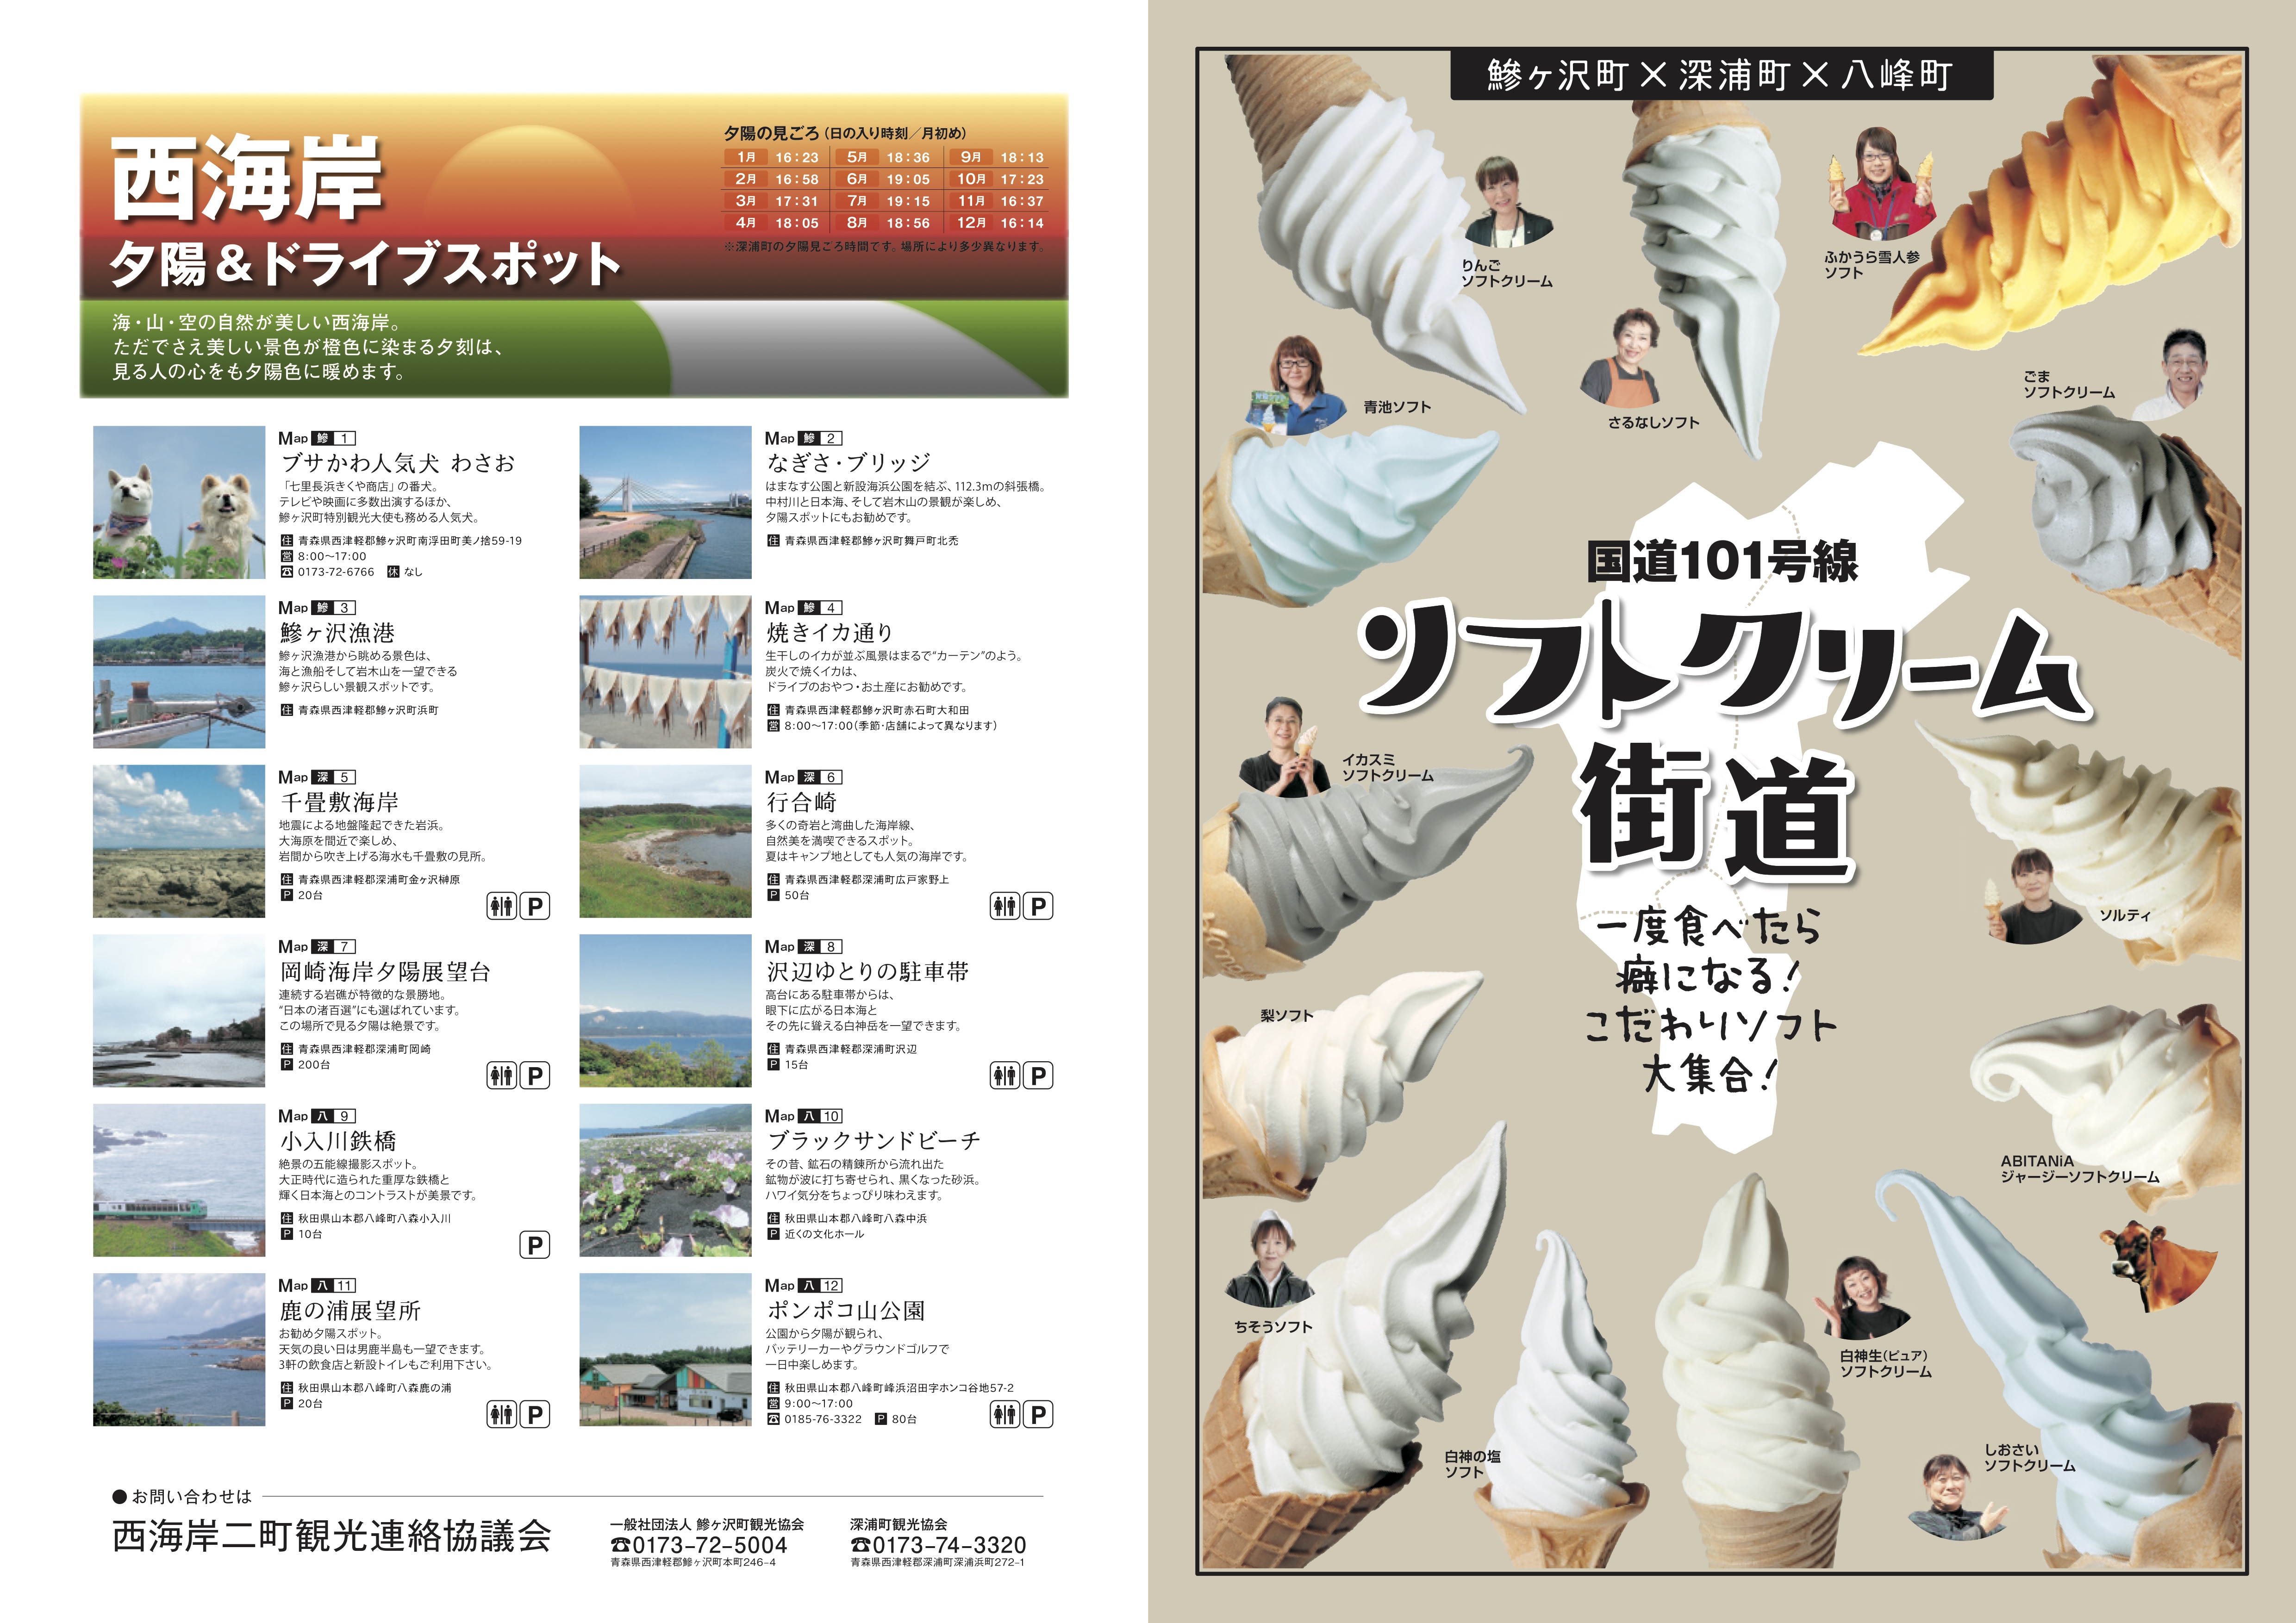 西海岸
夕陽&ドライブスポット
夕陽の見ごろ(日の入り時刻/月初め)
1月 16:23 5月 18:36 9月 18:13
2月 16:58 6月 19:05 10月 17:23
3月 17:31 7月 19:15 11月 16:37
4月 18:05 8月 18:56 12月 16:14
※深浦町の夕陽見ごろ時間です。場所により多少異なります。
海・山・空の自然が美しい西海岸。
ただでさえ美しい景色が橙色に染まる夕刻は、
見る人の心をも夕陽色に暖めます。
Map 鰺 1
ブサかわ人気犬 わさお
「七里長浜きくや商店」の番犬。
テレビや映画に多数出演するほか、
鰺ヶ沢町特別観光大使も務める人気犬。
住 青森県西津軽郡鰺ヶ沢町南浮田町美ノ捨59-19
営 8:00〜17:00
☎ 0173-72-6766 休 なし
Map 鰺 2
なぎさ・ブリッジ
はまなす公園と新設海浜公園を結ぶ、112.3mの斜張橋。
中村川と日本海、そして岩木山の景観が楽しめ、
夕陽スポットにもお勧めです。
住 青森県西津軽郡鰺ヶ沢町舞戸町北禿
Map 鰺 3
鰺ヶ沢漁港
鰺ヶ沢漁港から眺める景色は、
海と漁船そして岩木山を一望できる
鰺ヶ沢らしい景観スポットです。
住 青森県西津軽郡鰺ヶ沢町浜町
Map 鰺 4
焼きイカ通り
生干しのイカが並ぶ風景はまるで“カーテン”のよう。
炭火で焼くイカは、
ドライブのおやつ・お土産にお勧めです。
住 青森県西津軽郡鰺ヶ沢町赤石町大和田
営 8:00〜17:00(季節・店舗によって異なります)
Map 深 5
千畳敷海岸
地震による地盤隆起できた岩浜。
大海原を間近で楽しめ、
岩間から吹き上げる海水も千畳敷の見所。
住 青森県西津軽郡深浦町金ヶ沢榊原
P 20台
P
Map 深 6
行合崎
多くの奇岩と湾曲した海岸線、
自然美を満喫できるスポット。
夏はキャンプ地としても人気の海岸です。
住 青森県西津軽郡深浦町広戸家野上
P 50台
P
Map 深 7
岡崎海岸夕陽展望台
連続する岩礁が特徴的な景勝地。
“日本の渚百選”にも選ばれています。
この場所で見る夕陽は絶景です。
住 青森県西津軽郡深浦町岡崎
P 200台
P
Map 深 8
沢辺ゆとりの駐車帯
高台にある駐車帯からは、
眼下に広がる日本海と
その先に聳える白神岳を一望できます。
住 青森県西津軽郡深浦町沢辺
P 15台
P
Map 八 9
小入川鉄橋
絶景の五能線撮影スポット。
大正時代に造られた重厚な鉄橋と
輝く日本海とのコントラストが美景です。
住 秋田県山本郡八峰町八森小入川
P 10台
P
Map 八 10
ブラックサンドビーチ
その昔、鉱石の精錬所から流れ出た
鉱物が波に打ち寄せられ、黒くなった砂浜。
ハワイ気分をちょっぴり味わえます。
住 秋田県山本郡八峰町八森中浜
P 近くの文化ホール
Map 八 11
鹿の浦展望所
お勧め夕陽スポット。
天気の良い日は男鹿半島も一望できます。
3軒の飲食店と新設トイレもご利用下さい。
住 秋田県山本郡八峰町八森鹿の浦
P 20台
P
Map 八 12
ポンポコ山公園
公園から夕陽が観られ、
バッテリーカーやグラウンドゴルフで
一日中楽しめます。
住 秋田県山本郡八峰町峰浜沼田字ホンコ谷地57-2
営 9:00〜17:00
☎ 0185-76-3322 P 80台
P
●お問い合わせは
西海岸二町観光連絡協議会
一般社団法人 鰺ヶ沢町観光協会
☎0173-72-5004
青森県西津軽郡鰺ヶ沢町本町246-4
深浦町観光協会
☎0173-74-3320
青森県西津軽郡深浦町深浦浜町272-1
鰺ヶ沢町×深浦町×八峰町
りんご
ソフトクリーム
ふかうら雪人参
ソフト
青池ソフト
さるなしソフト
ごま
ソフトクリーム
国道101号線
ソフトクリーム
街道
イカスミ
ソフトクリーム
ソルティ
一度食べたら
癖になる!
こだわりソフト
大集合!
梨ソフト
ABITANiA
ジャージーソフトクリーム
ちそうソフト
白神生(ピュア)
ソフトクリーム
白神の塩
ソフト
しおさい
ソフトクリーム